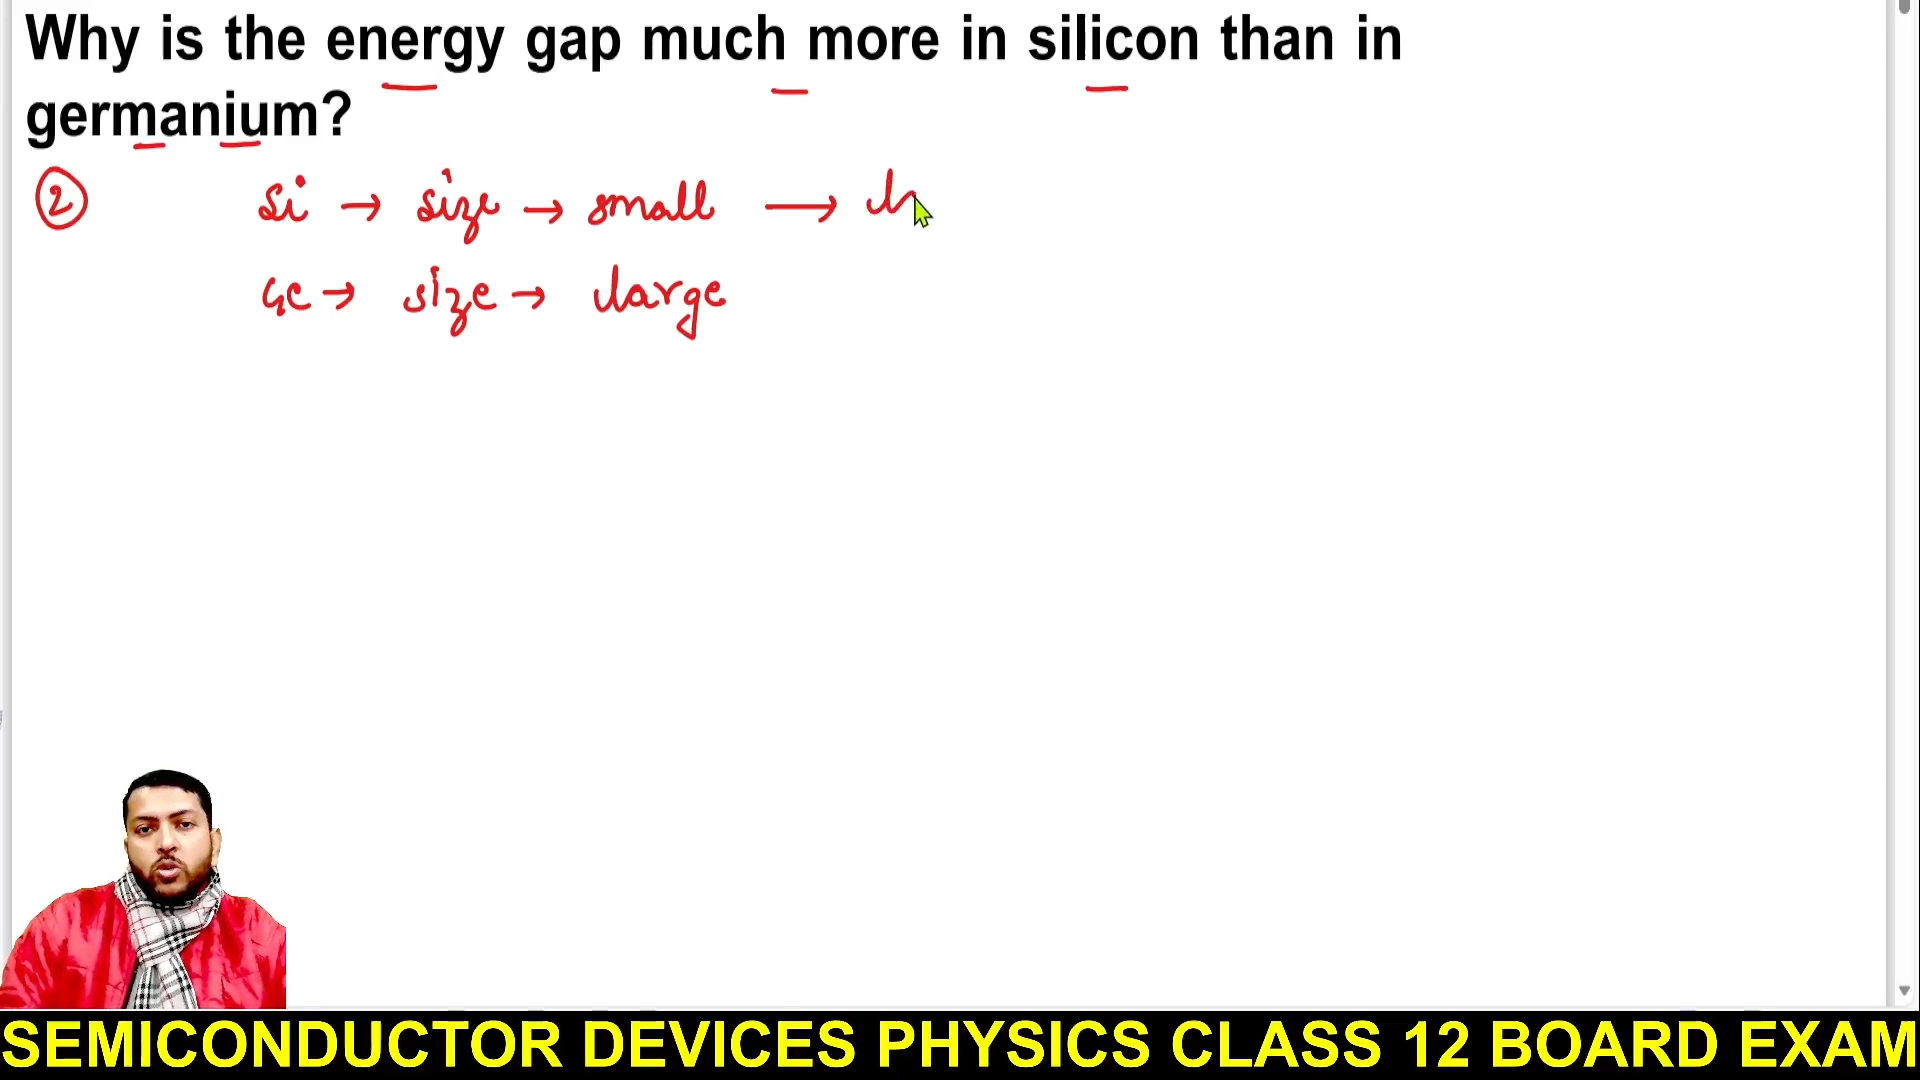 Why is the energy gap much more in silicon than in
germanium?
2 Si → size → small →
Ge → size → large
SEMICONDUCTOR DEVICES PHYSICS CLASS 12 BOARD EXAM